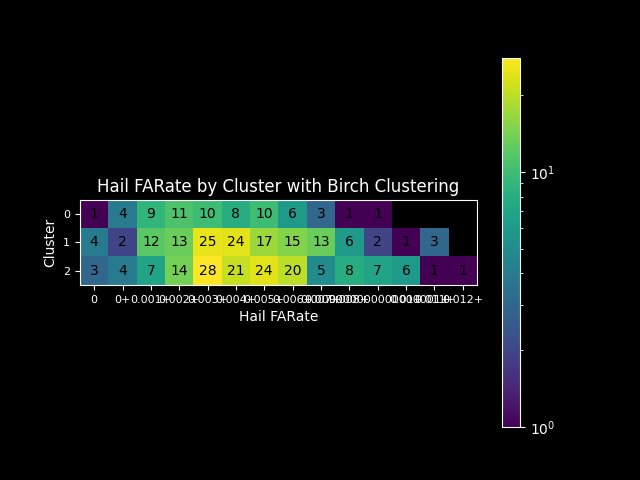 Hail FARate by Cluster with Birch Clustering
Cluster
0 1 4 9 11 10 8 10 6 3 1 1
1 4 2 12 13 25 24 17 15 13 6 2 1 3
2 3 4 7 14 28 21 24 20 5 8 7 6 1 1
0 0+
Hail FARate
10¹
10⁰